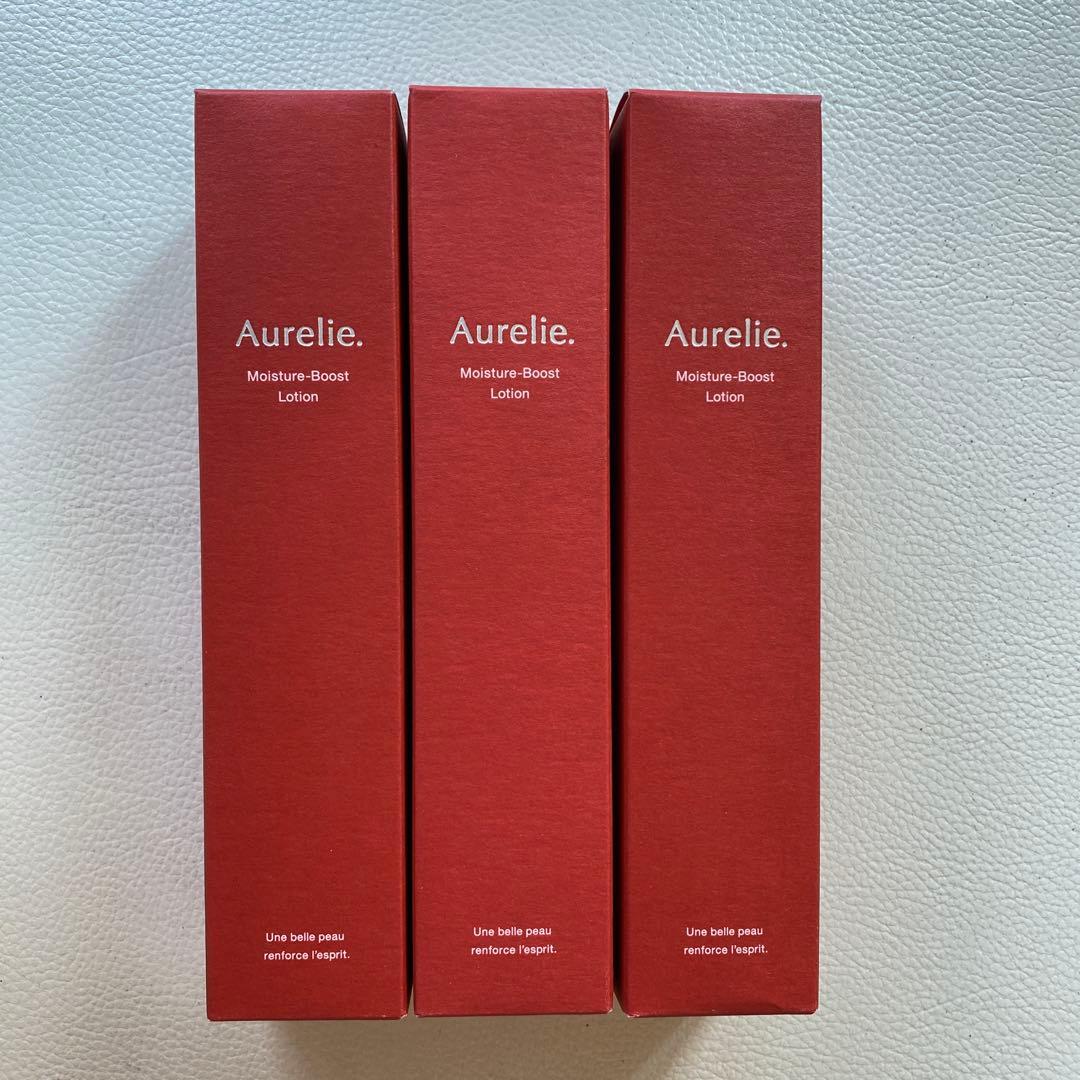 Aurelie.
Moisture-Boost
Lotion
Une belle peau
renforce l'esprit.
Aurelie.
Moisture-Boost
Lotion
Une belle peau
renforce l'esprit.
Aurelie.
Moisture-Boost
Lotion
Une belle peau
renforce l'esprit.